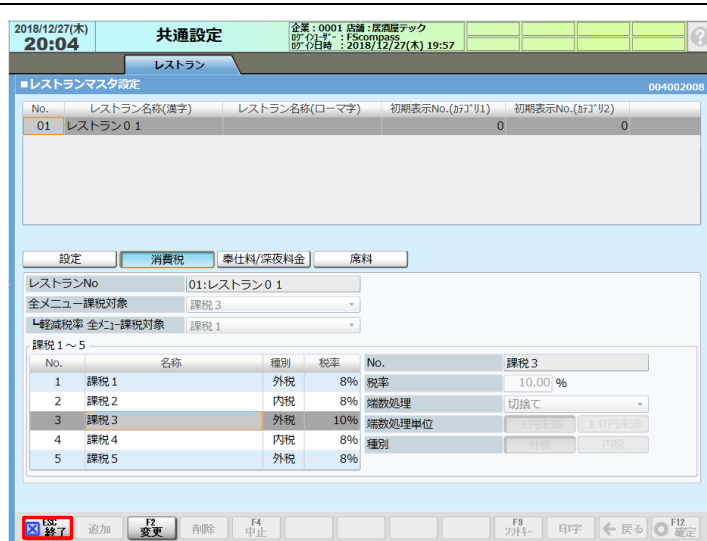 2018/12/27(木)
20:04
共通設定
企業：0001 店舗：居酒屋テック
ﾛｸﾞｲﾝﾕｰｻﾞｰ：FScompass
ﾛｸﾞｲﾝ日時：2018/12/27(木) 19:57
?
レストラン
■レストランマスタ設定 004002008
No. レストラン名称(漢字) レストラン名称(ローマ字) 初期表示No.(ｶﾃｺﾞﾘ1) 初期表示No.(ｶﾃｺﾞﾘ2)
01 レストラン０１ 0 0
設定 消費税 奉仕料/深夜料金 席料
レストランNo 01:レストラン０１
全メニュー課税対象 課税３
┗軽減税率 全ﾒﾆｭｰ課税対象 課税１
課税１～５
No. 名称 種別 税率
1 課税１ 外税 8%
2 課税２ 内税 8%
3 課税３ 外税 10%
4 課税４ 内税 8%
5 課税５ 外税 8%
No. 課税３
税率 10.00 %
端数処理 切捨て
端数処理単位 １円未満 １０円未満
種別 外税 内税
ESC 終了
追加
F2 変更
削除
F4 中止
F9 ｿﾌﾄｷｰ
印字
戻る
F12 確定